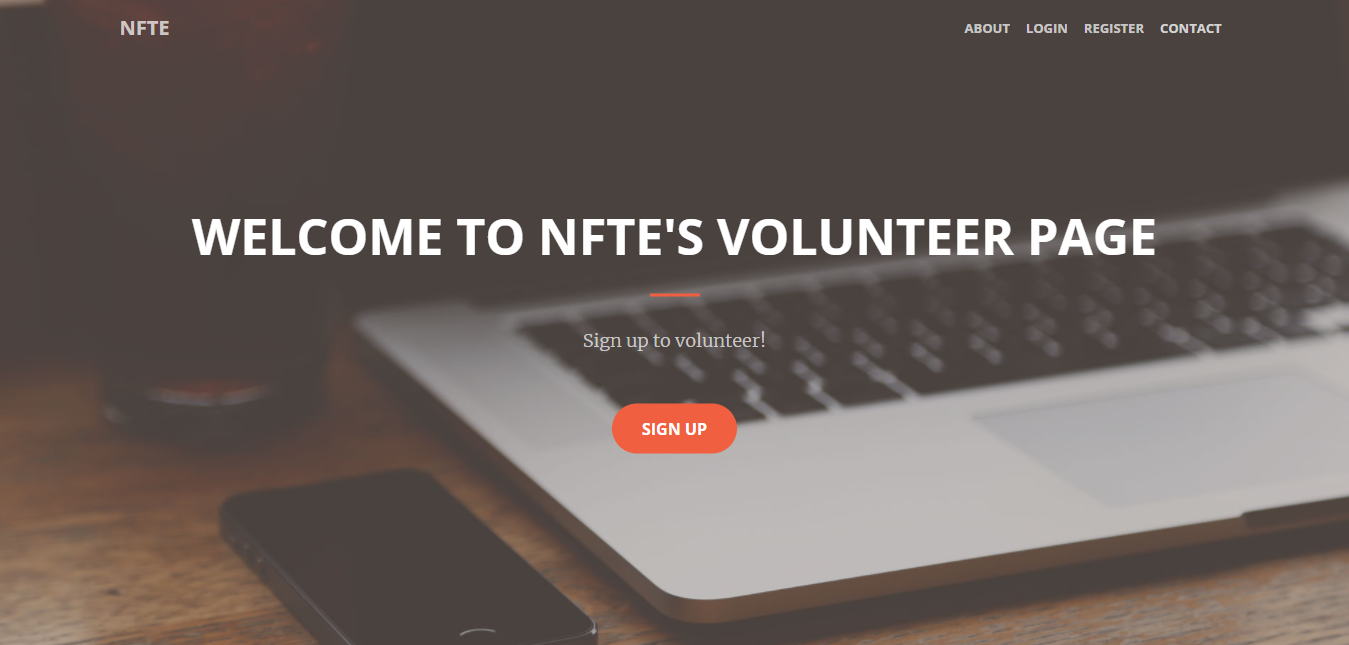 NFTE
ABOUT LOGIN REGISTER CONTACT
WELCOME TO NFTE'S VOLUNTEER PAGE
Sign up to volunteer!
SIGN UP